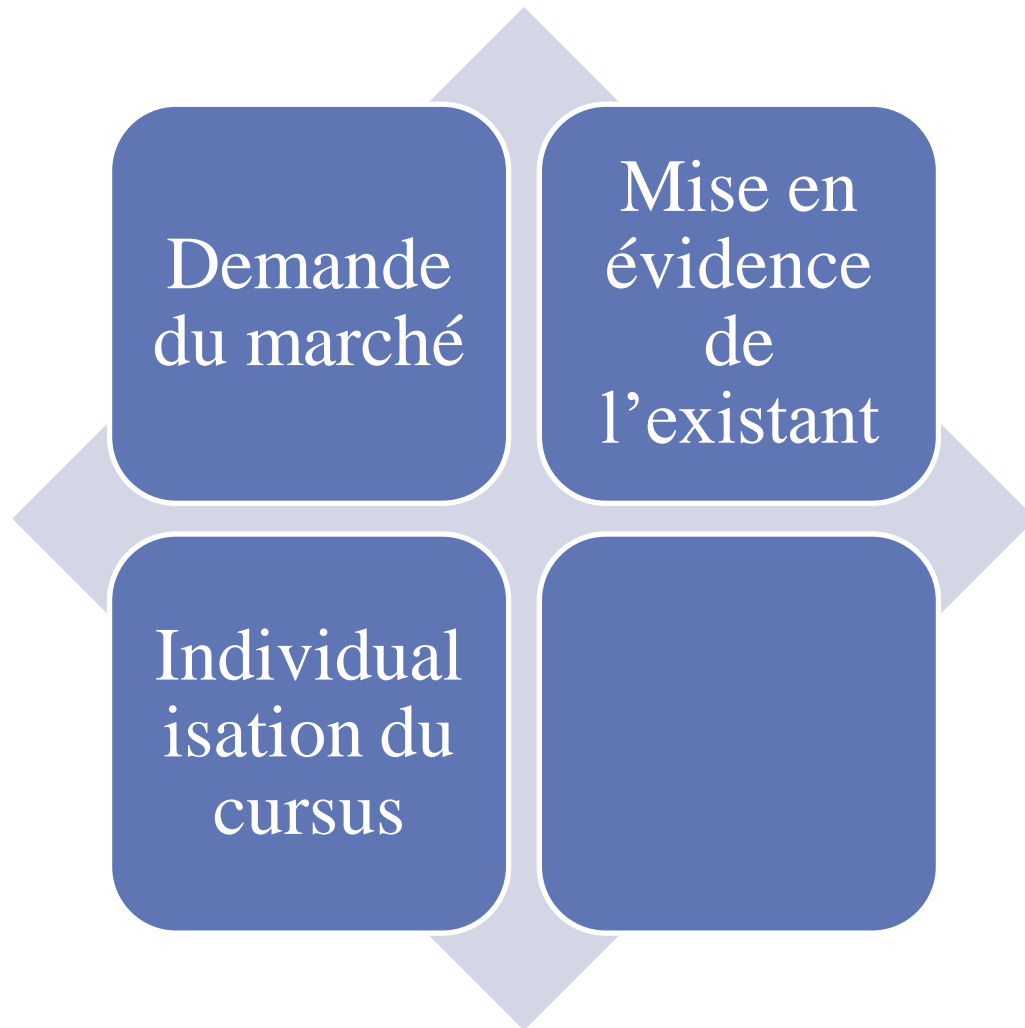 Demande
du marché
Mise en
évidence
de
l’existant
Individual
isation du
cursus